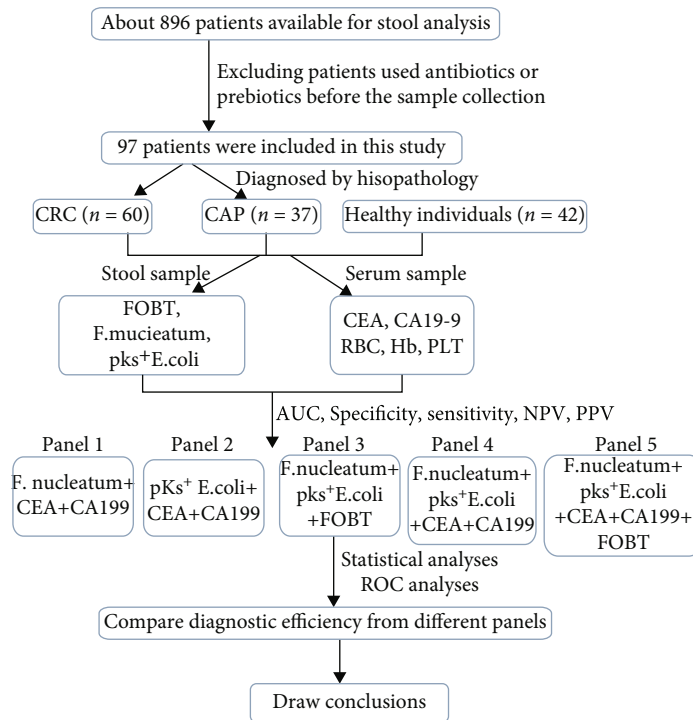 About 896 patients available for stool analysis
Excluding patients used antibiotics or
prebiotics before the sample collection
97 patients were included in this study
Diagnosed by hisopathology
CRC (n = 60)
CAP (n = 37)
Healthy individuals (n = 42)
Stool sample
Serum sample
FOBT,
F.mucieatum,
pks⁺E.coli
CEA, CA19-9
RBC, Hb, PLT
AUC, Specificity, sensitivity, NPV, PPV
Panel 1
F. nucleatum+
CEA+CA199
Panel 2
pKs⁺ E.coli+
CEA+CA199
Panel 3
F.nucleatum+
pks⁺E.coli
+FOBT
Panel 4
F.nucleatum+
pks⁺E.coli
+CEA+CA199
Panel 5
F.nucleatum+
pks⁺E.coli
+CEA+CA199+
FOBT
Statistical analyses
ROC analyses
Compare diagnostic efficiency from different panels
Draw conclusions